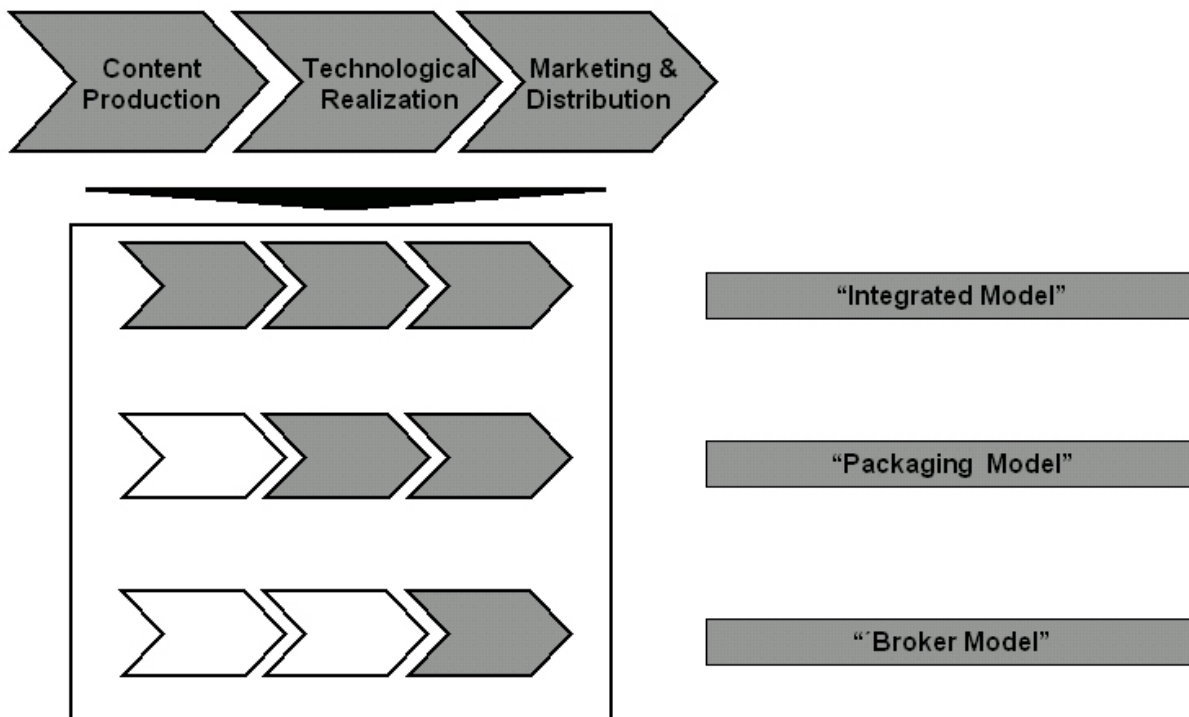 Content
Production
Technological
Realization
Marketing &
Distribution
“Integrated Model”
“Packaging Model”
“´Broker Model”